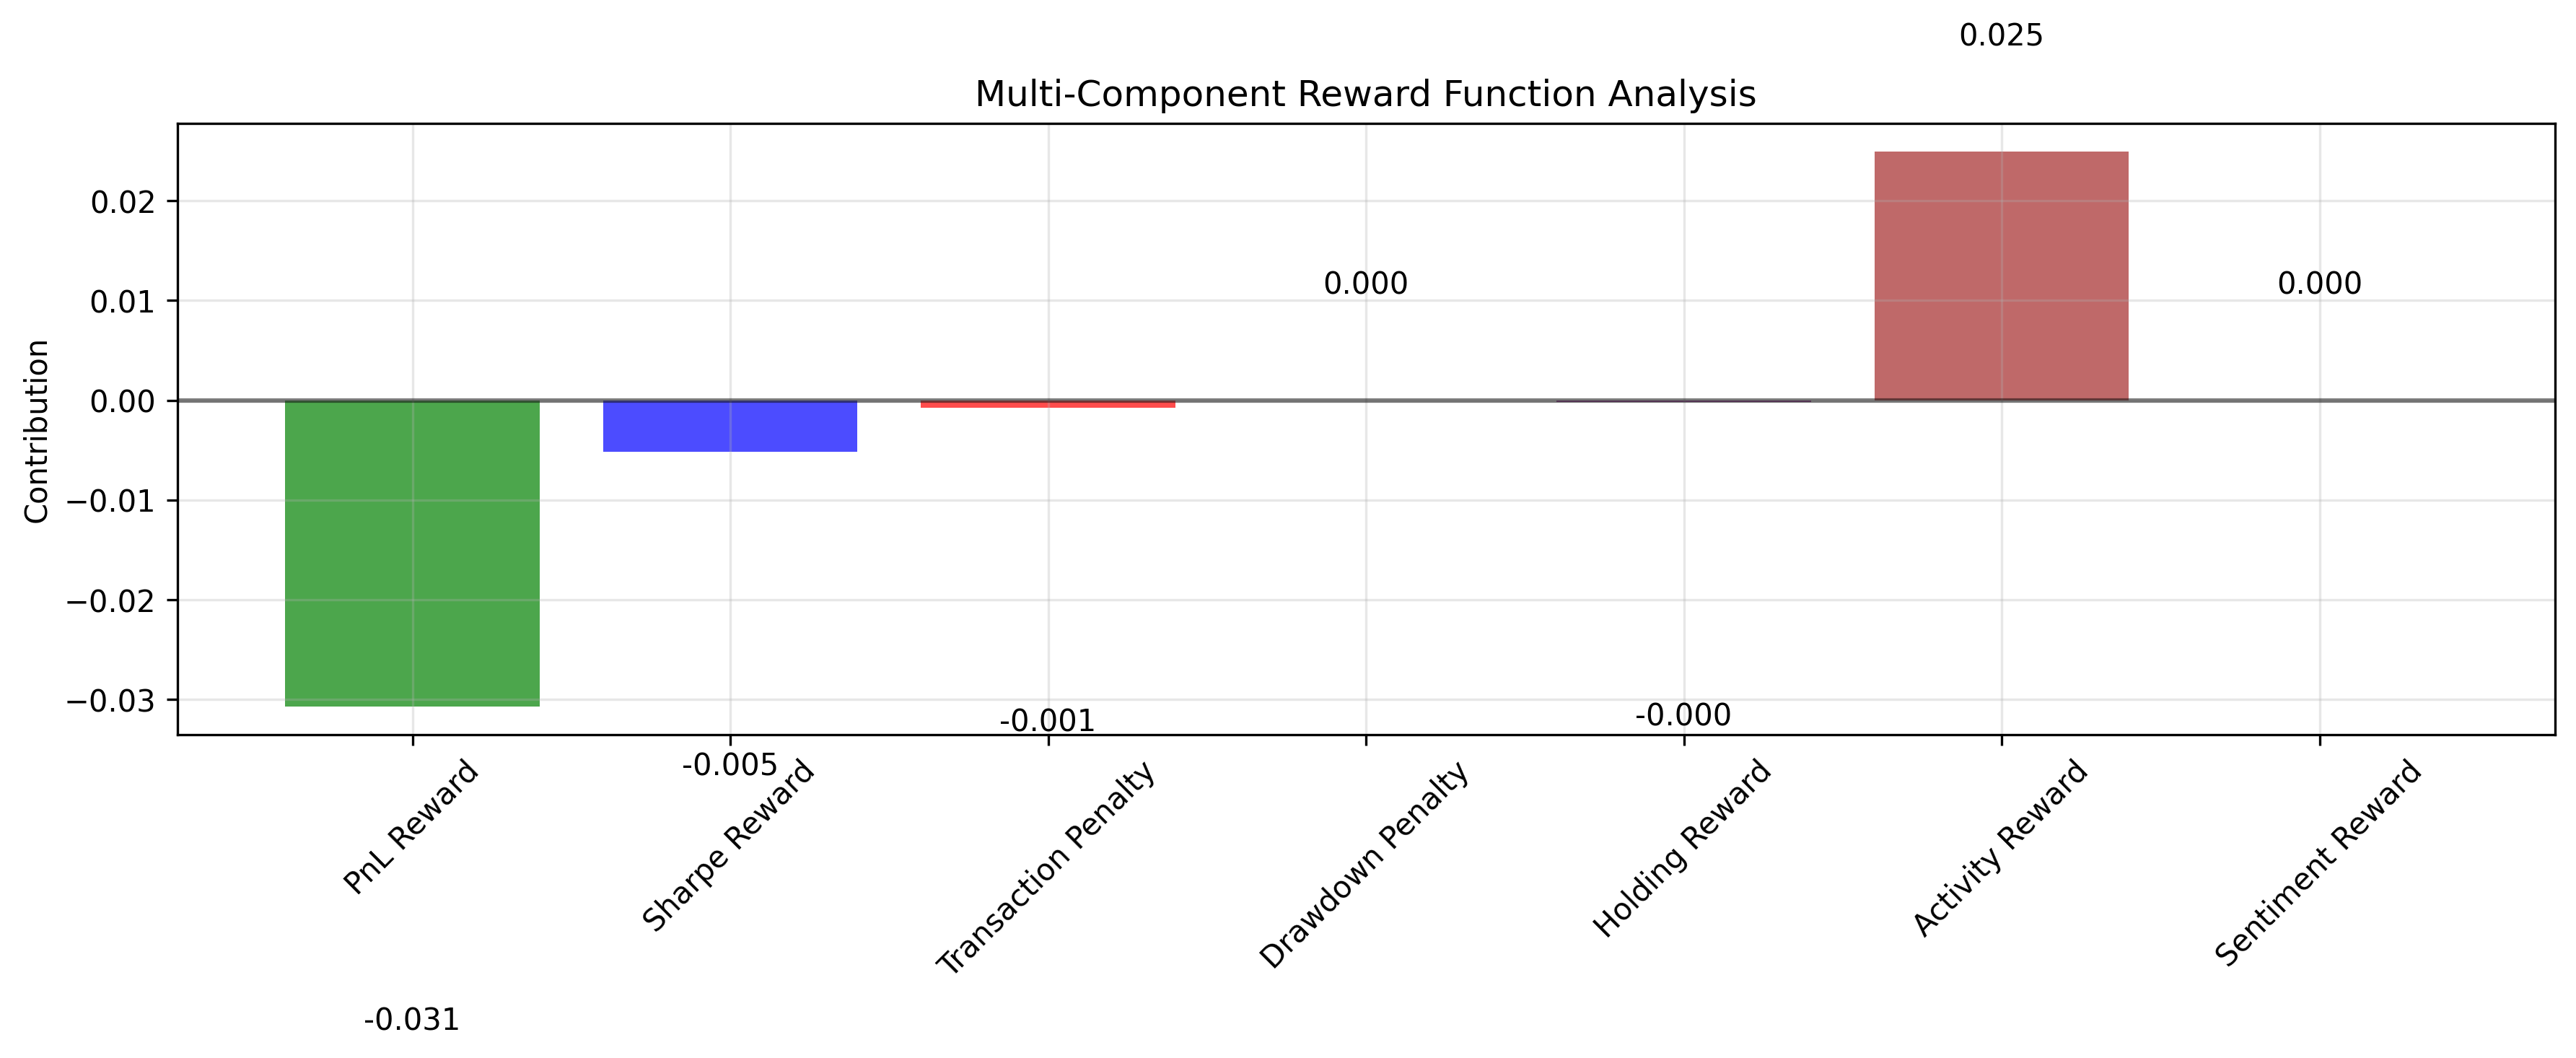 0.025
Multi-Component Reward Function Analysis
Contribution
0.02
0.01
0.00
−0.01
−0.02
−0.03
0.000
0.000
-0.001
-0.000
-0.005
-0.031
PnL Reward
Sharpe Reward
Transaction Penalty
Drawdown Penalty
Holding Reward
Activity Reward
Sentiment Reward